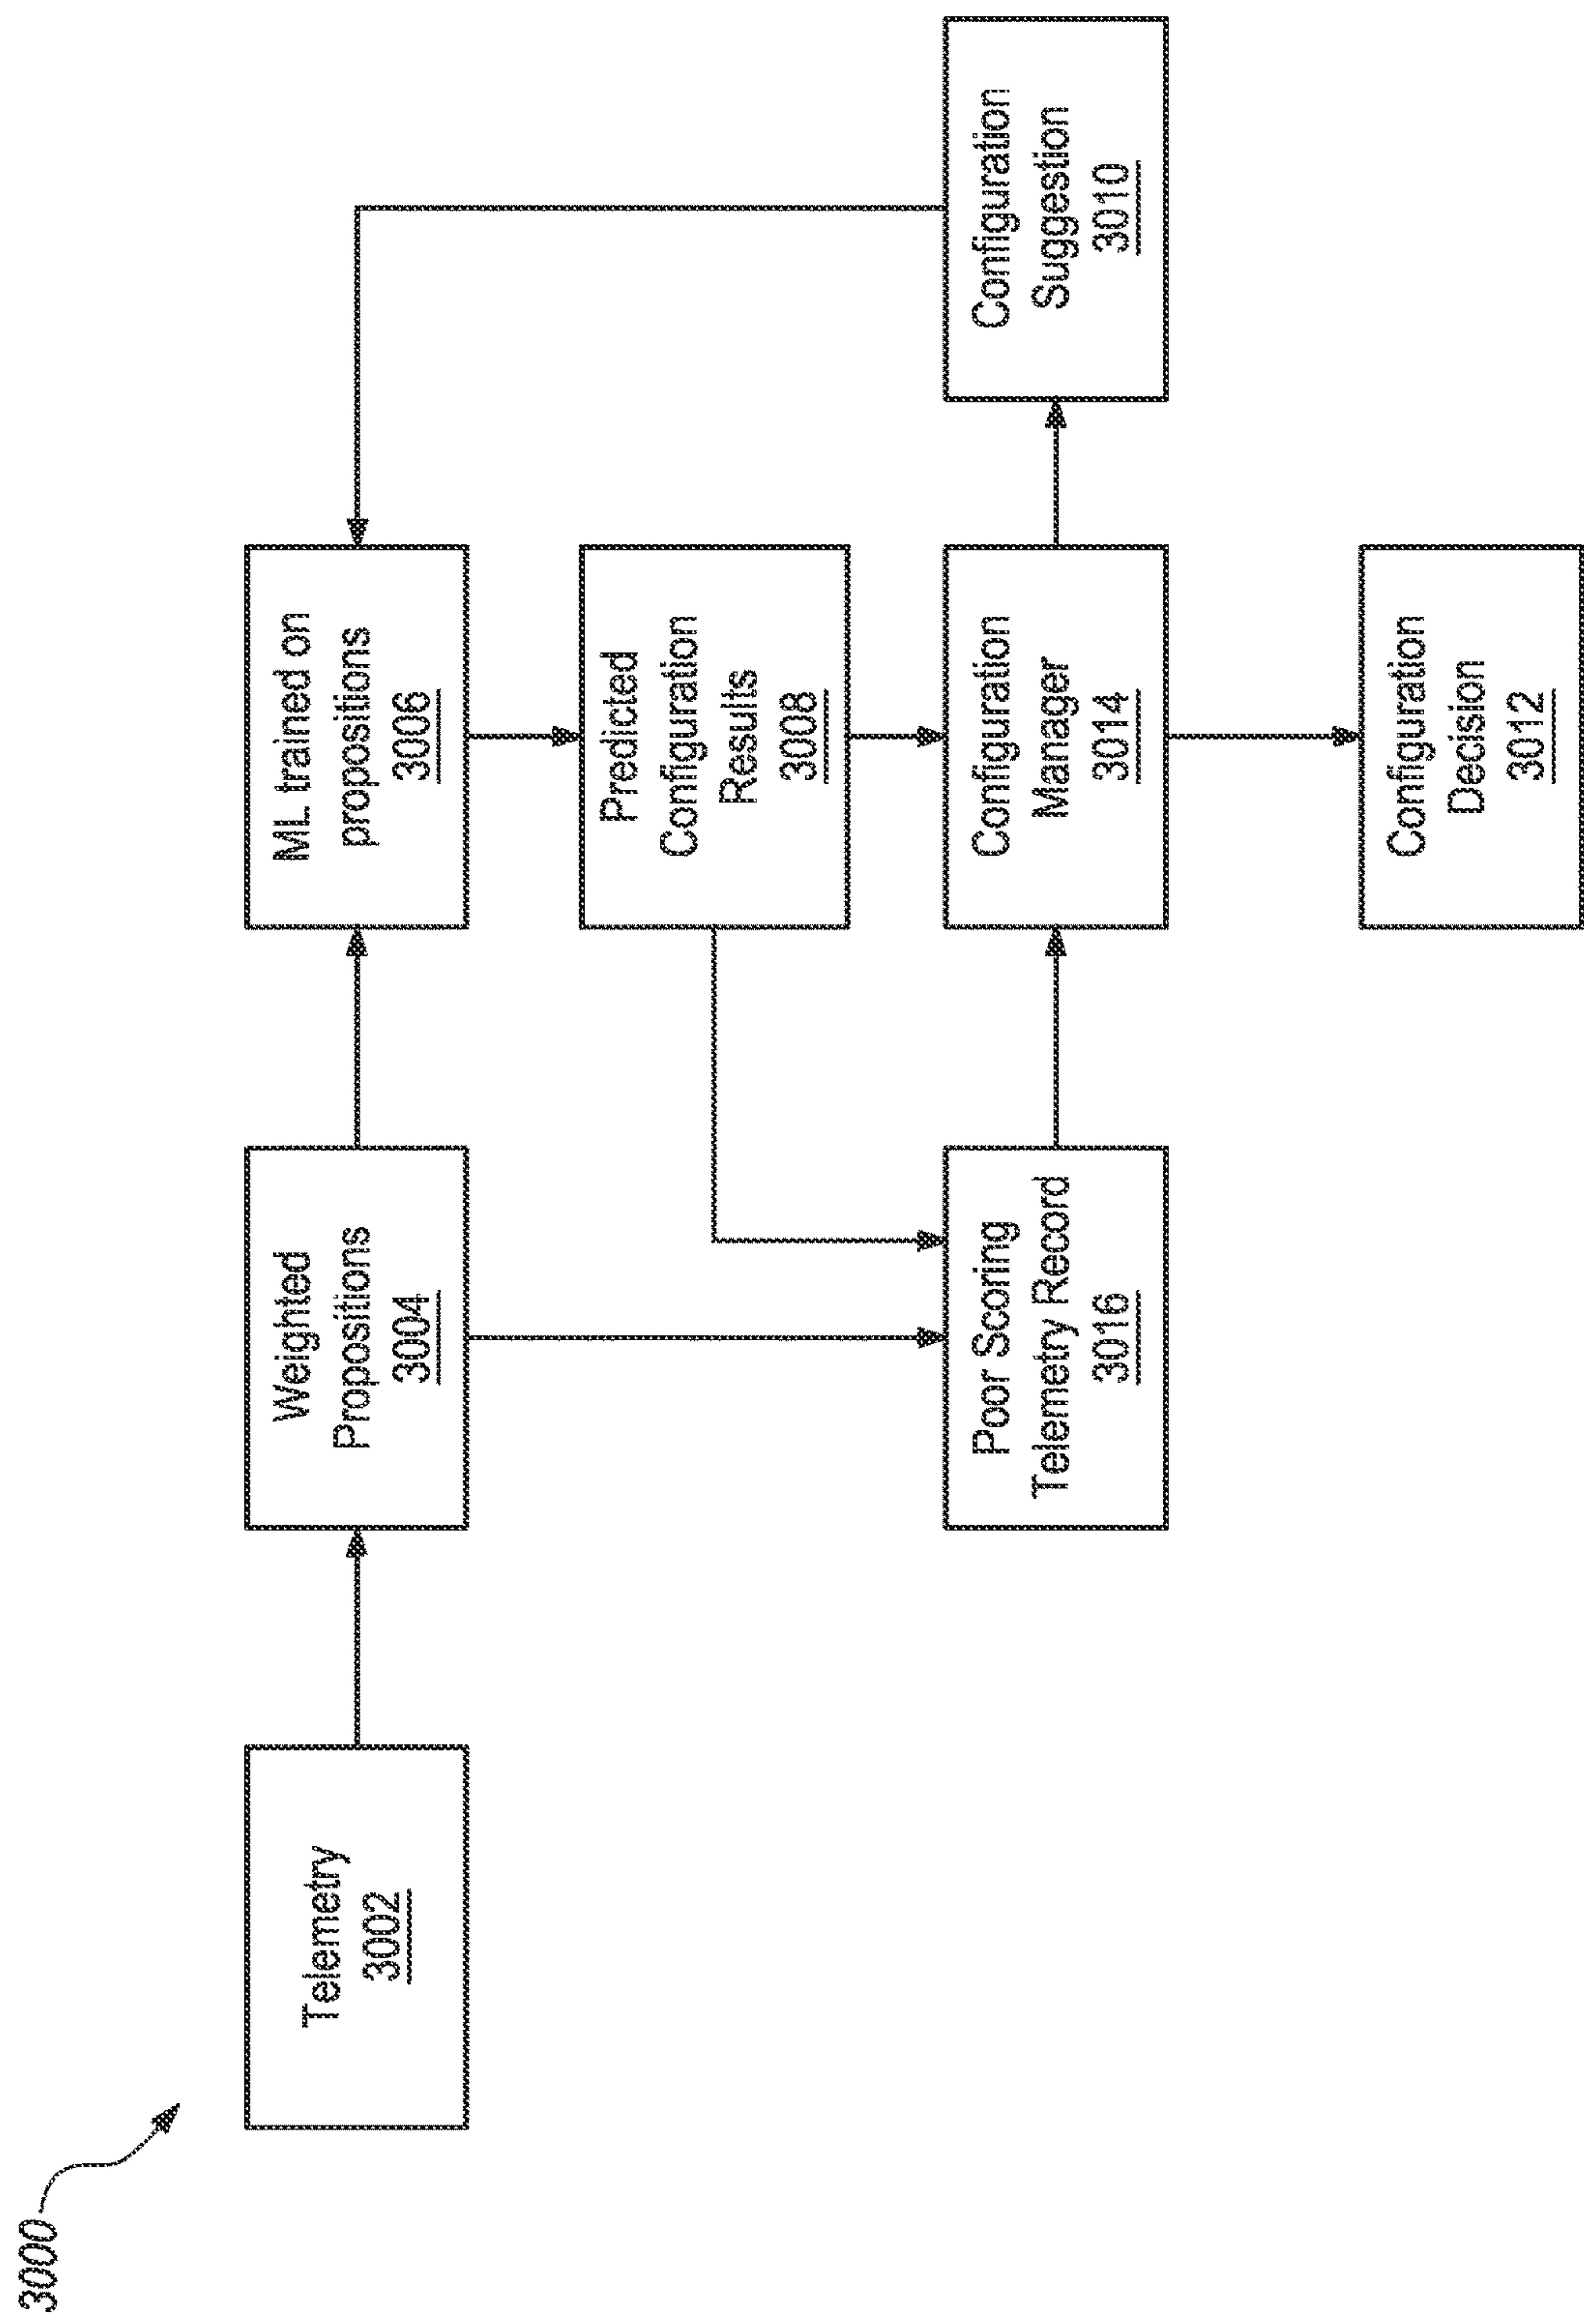 3000
Telemetry
3002
Weighted
Propositions
3004
ML trained on
propositions
3006
Predicted
Configuration
Results
3008
Poor Scoring
Telemetry Record
3016
Configuration
Manager
3014
Configuration
Suggestion
3010
Configuration
Decision
3012